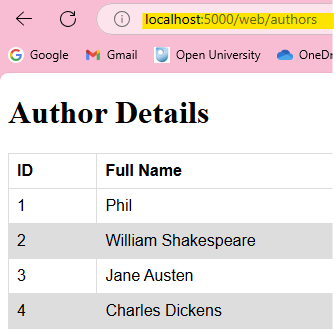 localhost:5000/web/authors
Google Gmail Open University OneDr
Author Details
ID Full Name
1 Phil
2 William Shakespeare
3 Jane Austen
4 Charles Dickens